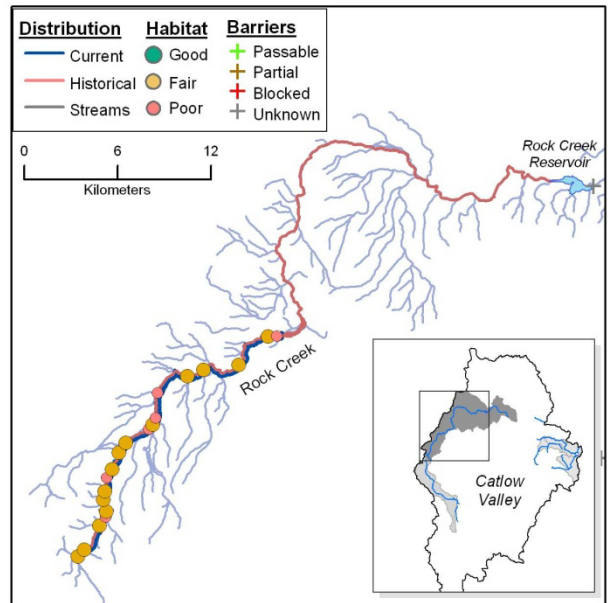 Distribution
Current
Historical
Streams
Habitat
Good
Fair
Poor
Barriers
Passable
Partial
Blocked
Unknown
0 6 12
Kilometers
Rock Creek
Reservoir
Rock Creek
Catlow
Valley